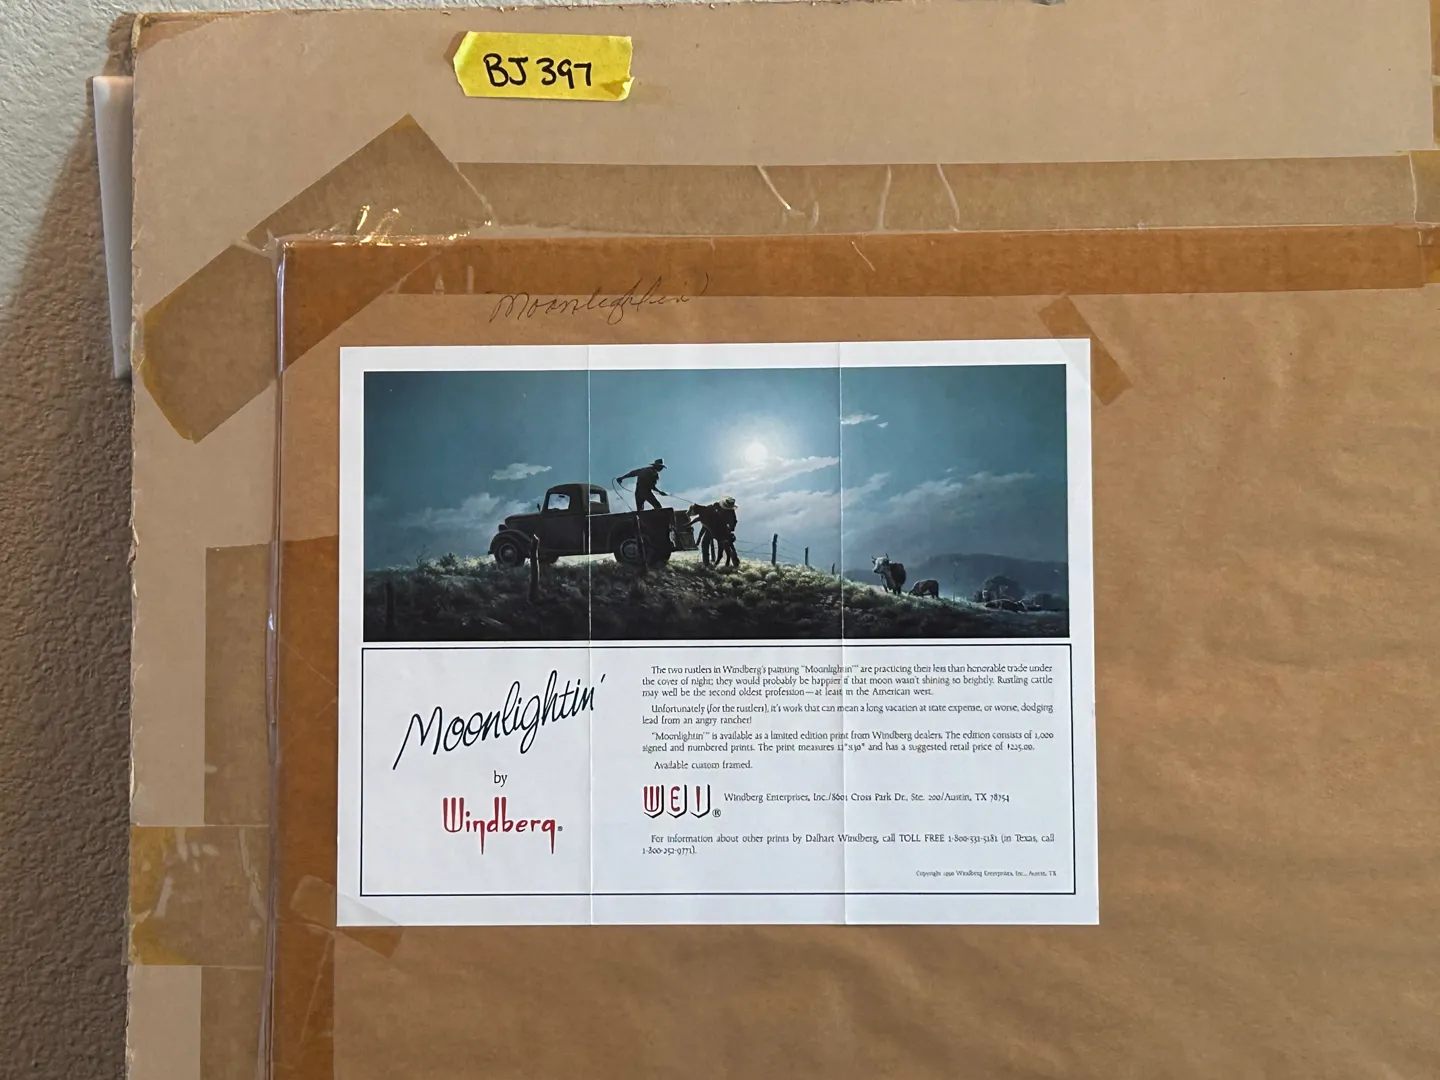 BJ 397
Moonlightin'
Moonlightin'
by
Windberg®
The two rustlers in Windberg's painting "Moonlightin'" are practicing their less than honorable trade under
the cover of night; they would probably be happier if that moon wasn't shining so brightly. Rustling cattle
may well be the second oldest profession—at least in the American west.
Unfortunately (for the rustlers), it's work that can mean a long vacation at state expense, or worse, dodging
lead from an angry rancher!
"Moonlightin'" is available as a limited edition print from Windberg dealers. The edition consists of 1,000
signed and numbered prints. The print measures and has a suggested retail price of $225.00.
Available custom framed.
WEI® Windberg Enterprises, Inc./8601 Cross Park Dr., Ste. 200/Austin, TX 78754
For information about other prints by Dalhart Windberg, call TOLL FREE 1-800-531-5181 (in Texas, call
1-800-252-9771).
Copyright 1990 Windberg Enterprises, Inc., Austin, TX